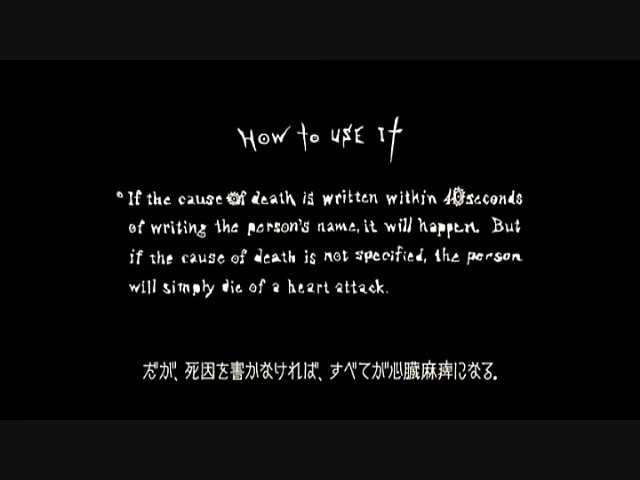 How to USE It
° If the cause of death is written within 40 seconds
of writing the person's name, it will happen. But
if the cause of death is not specified, the person
will simply die of a heart attack.
だが、死因を書かなければ、すべてが心臓麻痺になる。